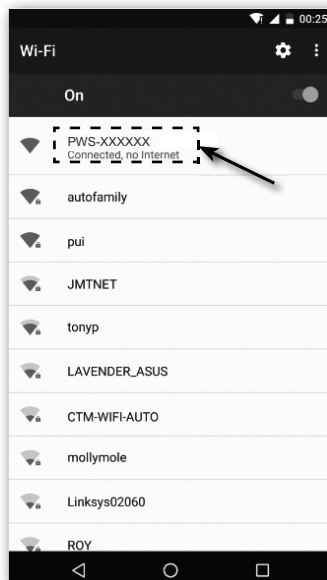 00:25
Wi-Fi
On
PWS-XXXXXX
Connected, no Internet
autofamily
pui
JMTNET
tonyp
LAVENDER_ASUS
CTM-WIFI-AUTO
mollymole
Linksys02060
ROY